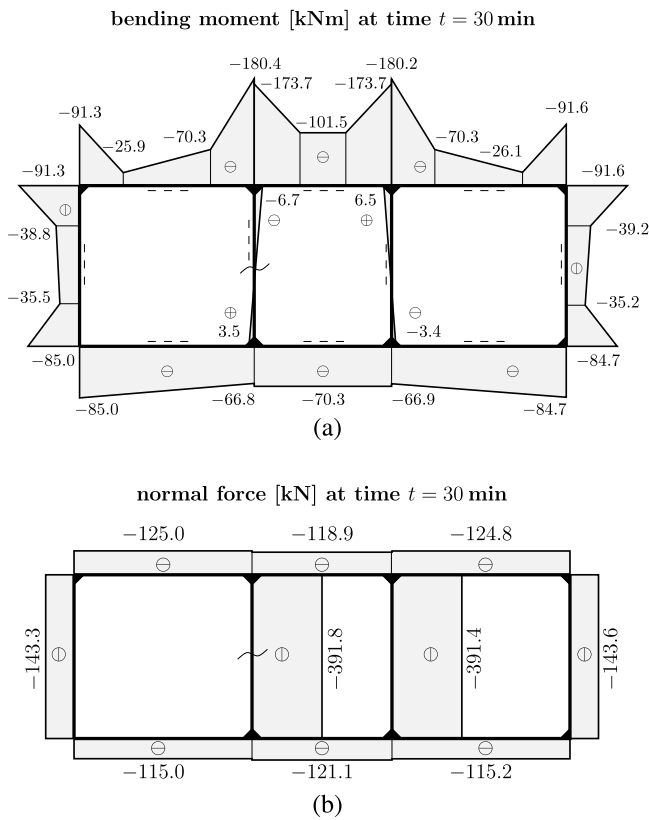 bending moment [kNm] at time t = 30 min
−180.4 −180.2
−173.7 −173.7
−91.3 −101.5 −91.6
−25.9 −70.3 −70.3 −26.1
−91.3 −91.6
−6.7 6.5
−38.8 −39.2
−35.5 −35.2
3.5 −3.4
−85.0 −84.7
−85.0 −66.8 −70.3 −66.9 −84.7
(a)
normal force [kN] at time t = 30 min
−125.0 −118.9 −124.8
−143.3 −391.8 −391.4 −143.6
−115.0 −121.1 −115.2
(b)